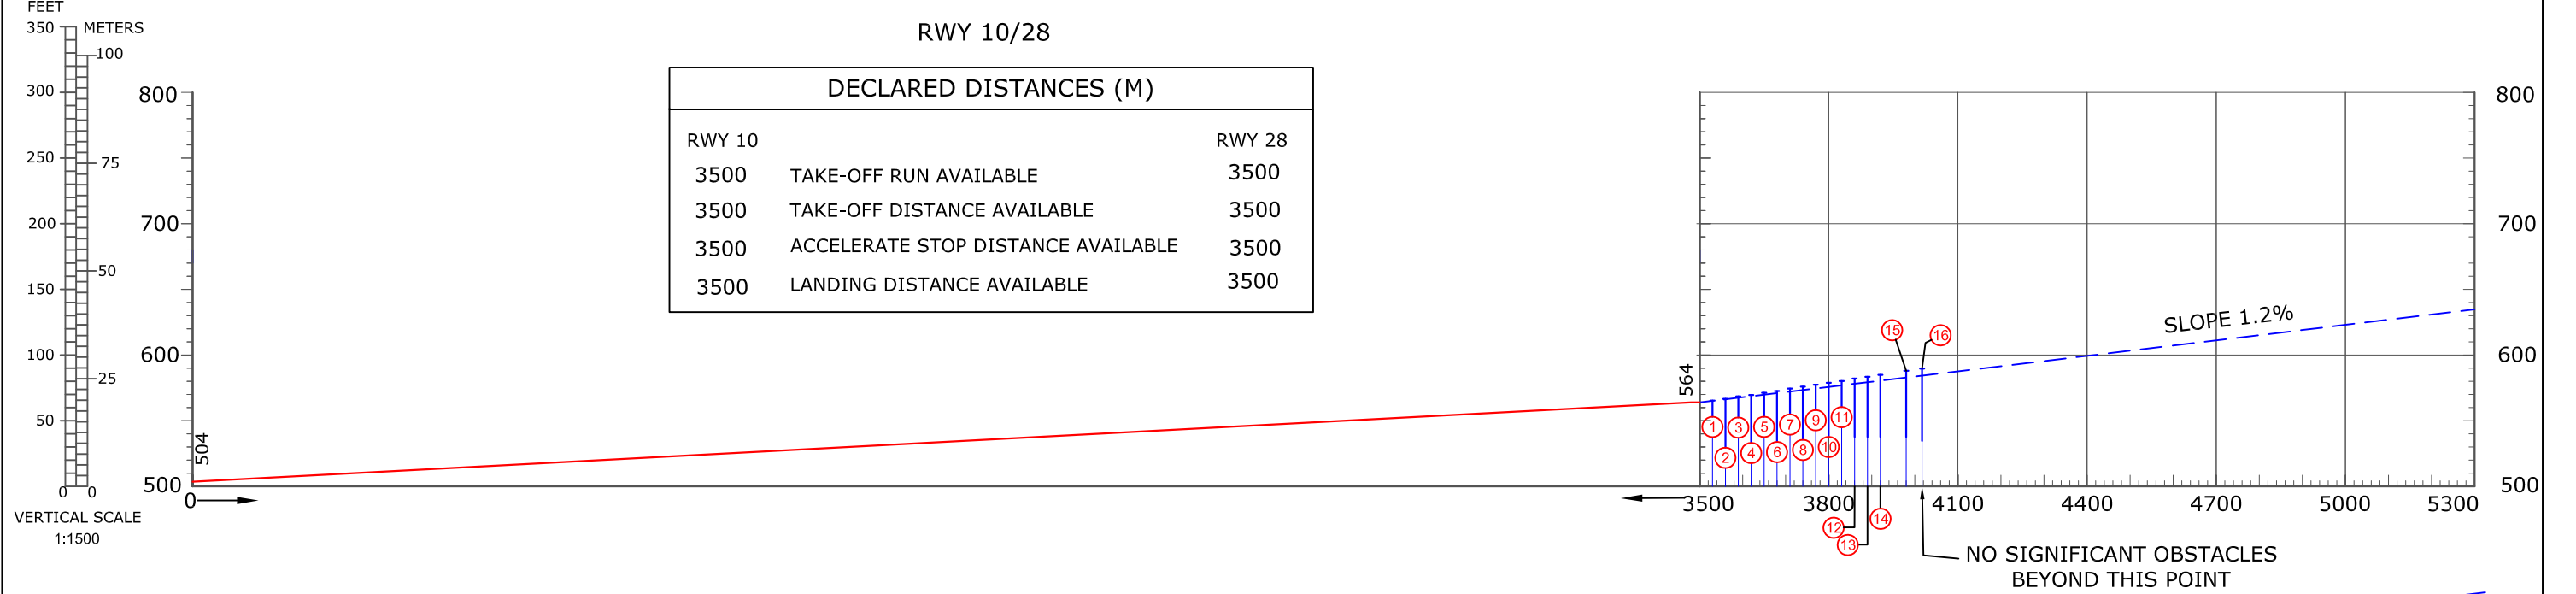 FEET
350 METERS
100
300
250
75
200
50
150
100
25
50
0 0
VERTICAL SCALE
1:1500
RWY 10/28
DECLARED DISTANCES (M)
RWY 10 RWY 28
3500 TAKE-OFF RUN AVAILABLE 3500
3500 TAKE-OFF DISTANCE AVAILABLE 3500
3500 ACCELERATE STOP DISTANCE AVAILABLE 3500
3500 LANDING DISTANCE AVAILABLE 3500
800
700
600
500
504
0
564
800
700
600
500
SLOPE 1.2%
15 16
1 2 3 4 5 6 7 8 9 10 11
3500 3800 4100 4400 4700 5000 5300
12 13 14
NO SIGNIFICANT OBSTACLES
BEYOND THIS POINT